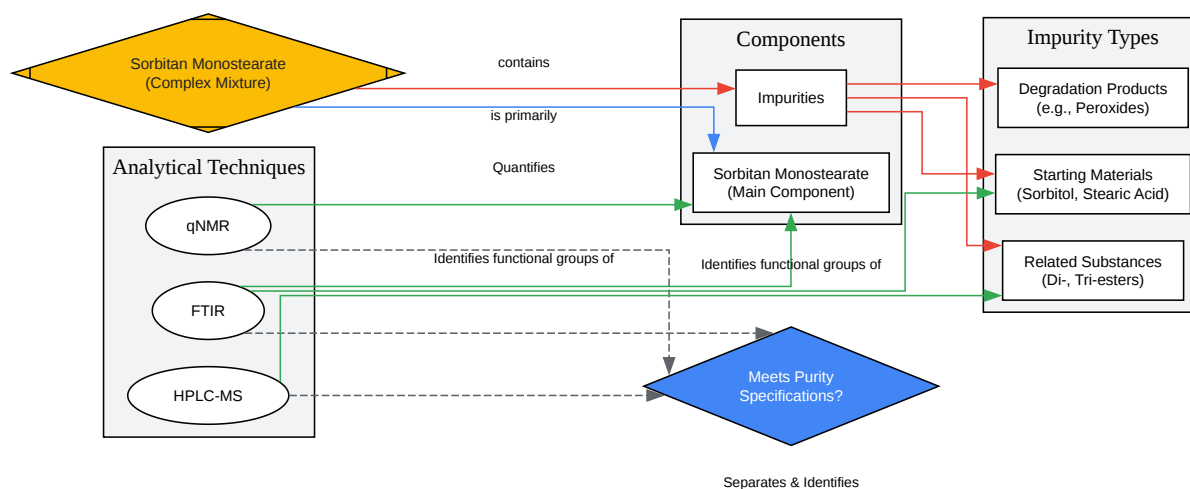 Sorbitan Monostearate
(Complex Mixture)
contains
is primarily
Quantifies
Components
Impurities
Sorbitan Monostearate
(Main Component)
Impurity Types
Degradation Products
(e.g., Peroxides)
Starting Materials
(Sorbitol, Stearic Acid)
Related Substances
(Di-, Tri-esters)
Analytical Techniques
qNMR
FTIR
HPLC-MS
Identifies functional groups of
Identifies functional groups of
Meets Purity
Specifications?
Separates & Identifies